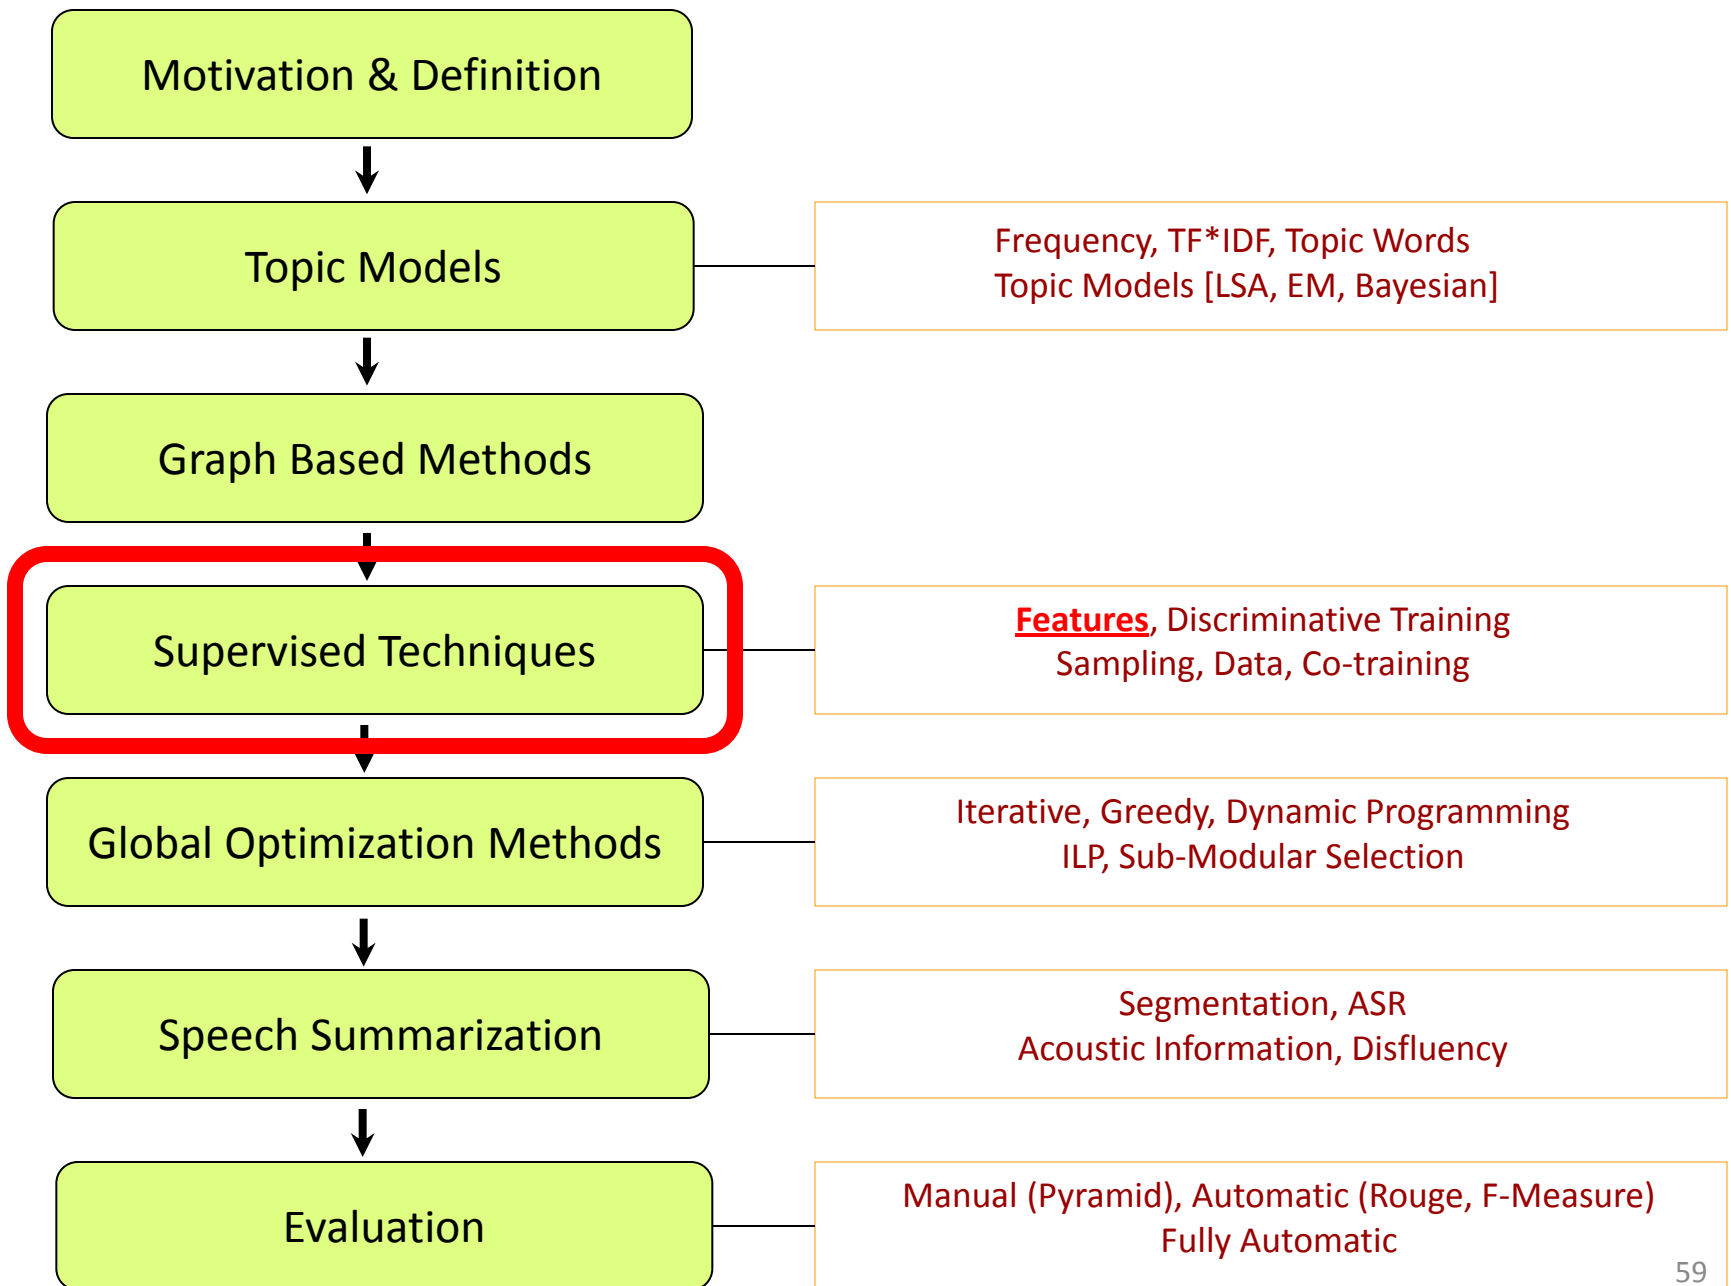 Motivation & Definition
Topic Models
Frequency, TF*IDF, Topic Words
Topic Models [LSA, EM, Bayesian]
Graph Based Methods
Supervised Techniques
Features, Discriminative Training
Sampling, Data, Co-training
Global Optimization Methods
Iterative, Greedy, Dynamic Programming
ILP, Sub-Modular Selection
Speech Summarization
Segmentation, ASR
Acoustic Information, Disfluency
Evaluation
Manual (Pyramid), Automatic (Rouge, F-Measure)
Fully Automatic
59